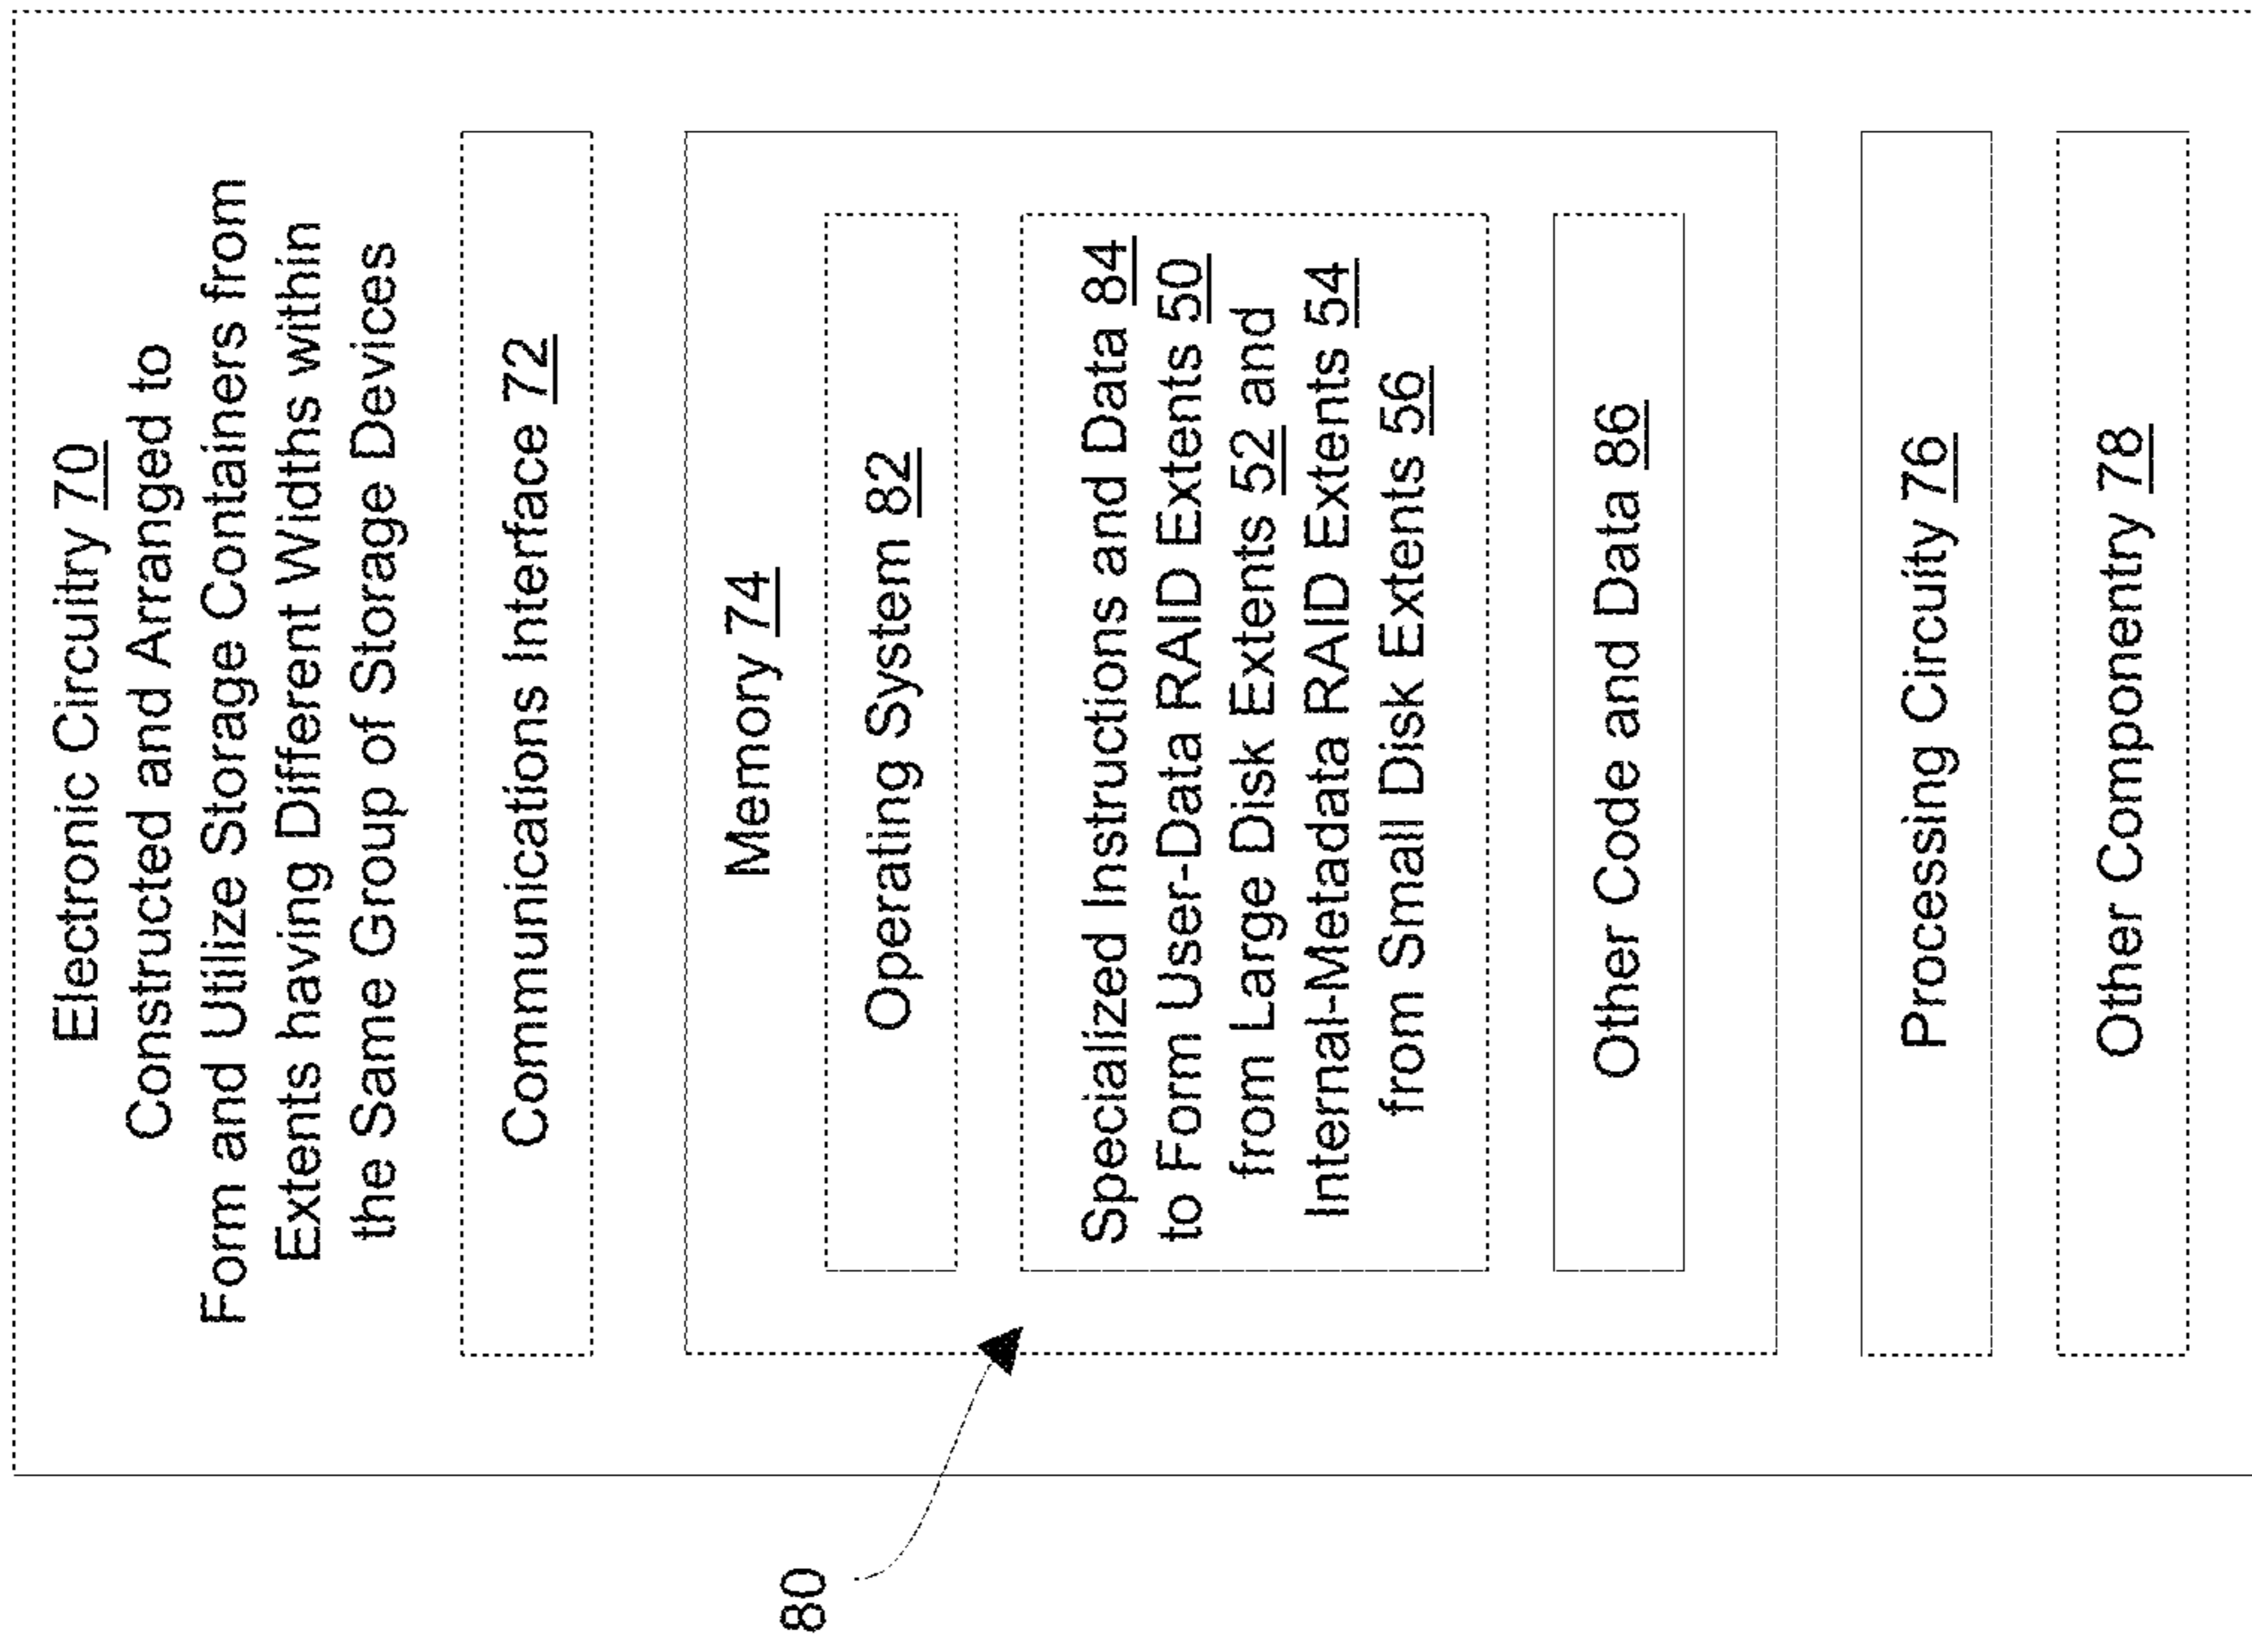 Electronic Circuitry 70
Constructed and Arranged to
Form and Utilize Storage Containers from
Extents having Different Widths within
the Same Group of Storage Devices
Communications Interface 72
Memory 74
Operating System 82
Specialized Instructions and Data 84
to Form User-Data RAID Extents 50
from Large Disk Extents 52 and
Internal-Metadata RAID Extents 54
from Small Disk Extents 56
Other Code and Data 86
Processing Circuity 76
Other Componentry 78
80